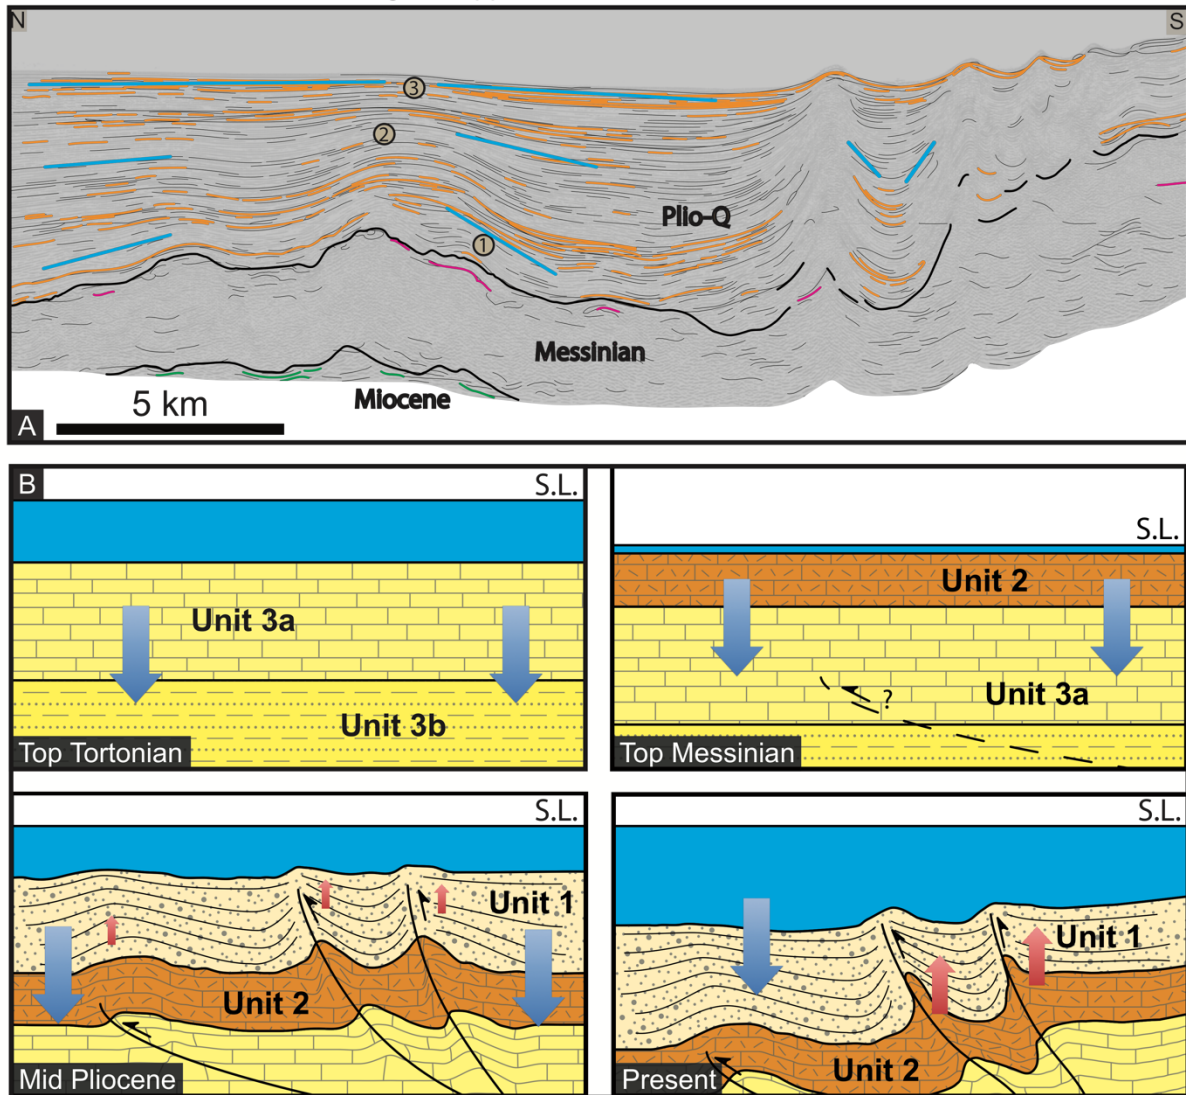 N
S
3
2
Plio-Q
1
Messinian
Miocene
5 km
A
B
S.L.
Unit 3a
Unit 3b
Top Tortonian
S.L.
Unit 2
?
Unit 3a
Top Messinian
S.L.
Unit 1
Unit 2
Mid Pliocene
S.L.
Unit 1
Unit 2
Present